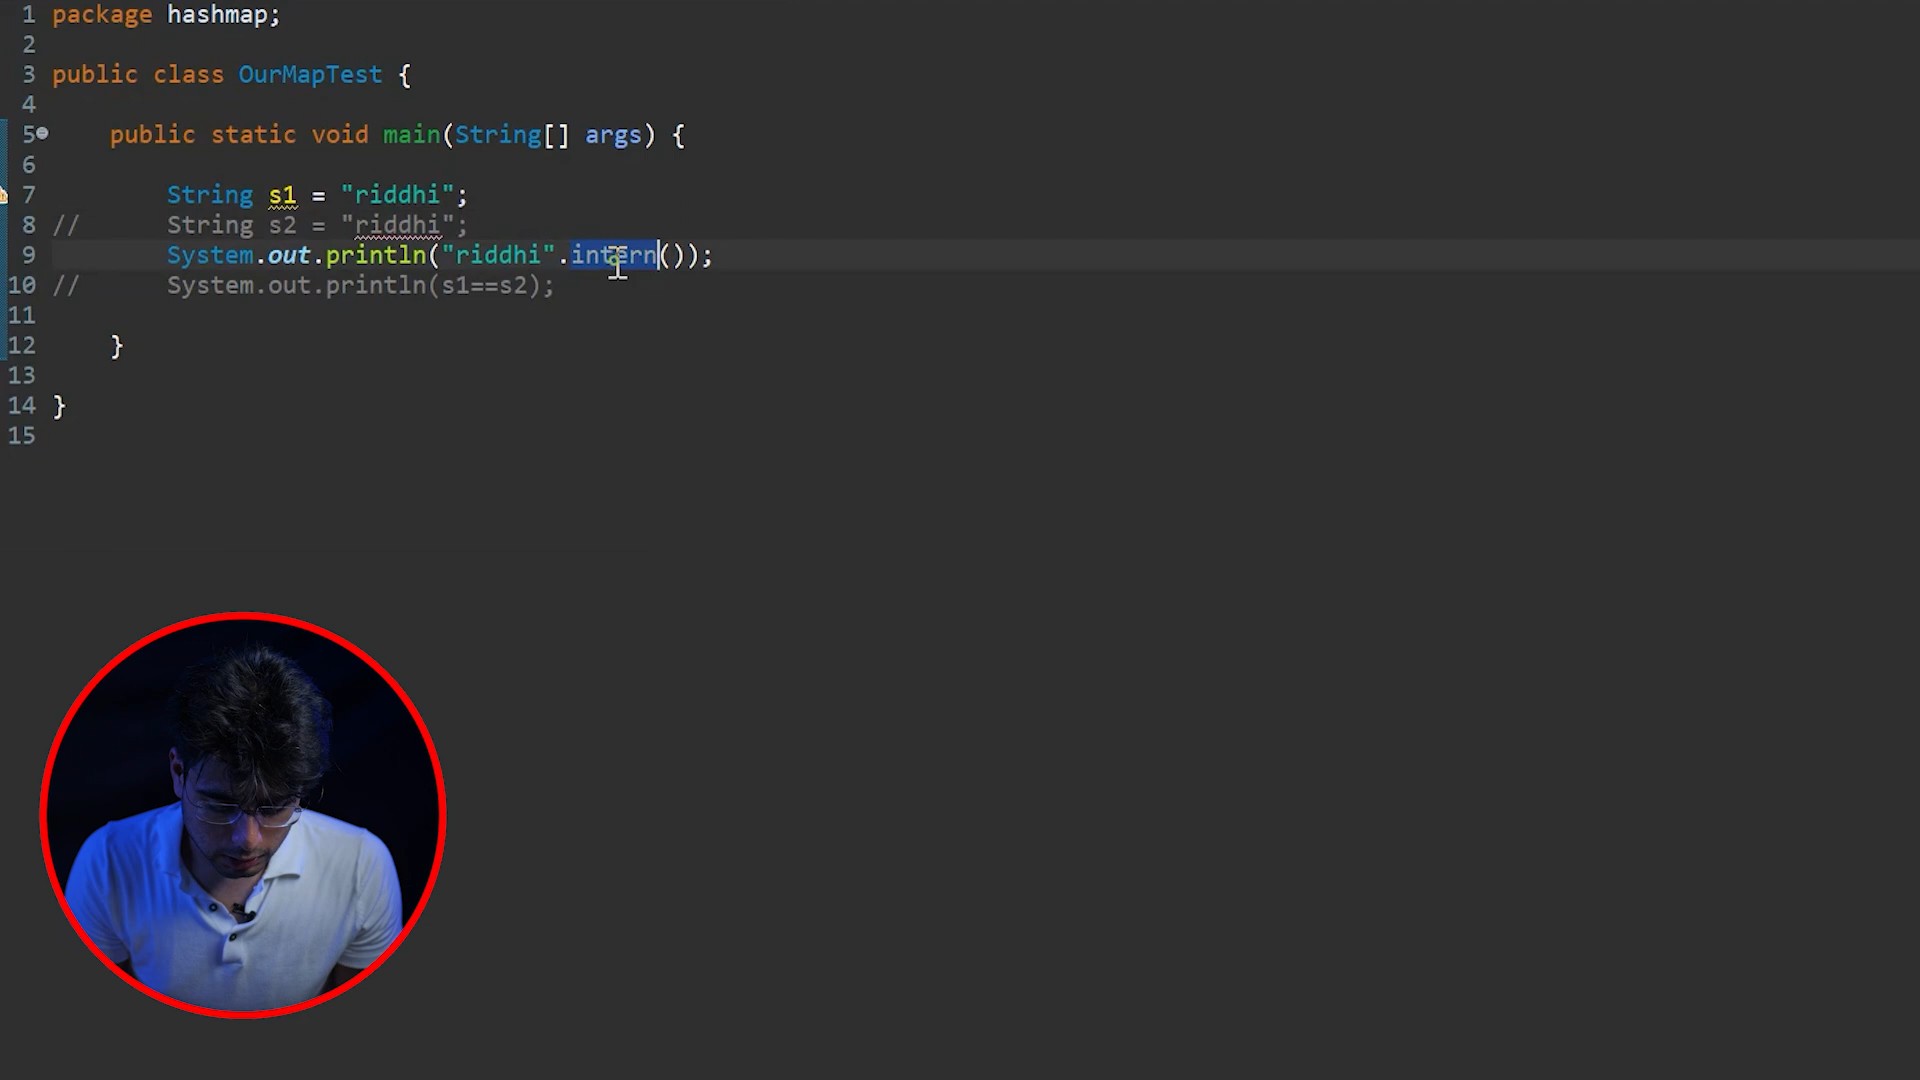 1 package hashmap;
2
3 public class OurMapTest {
4
5 public static void main(String[] args) {
6
7 String s1 = "riddhi";
8 // String s2 = "riddhi";
9 System.out.println("riddhi".intern());
10 // System.out.println(s1==s2);
11
12 }
13
14 }
15